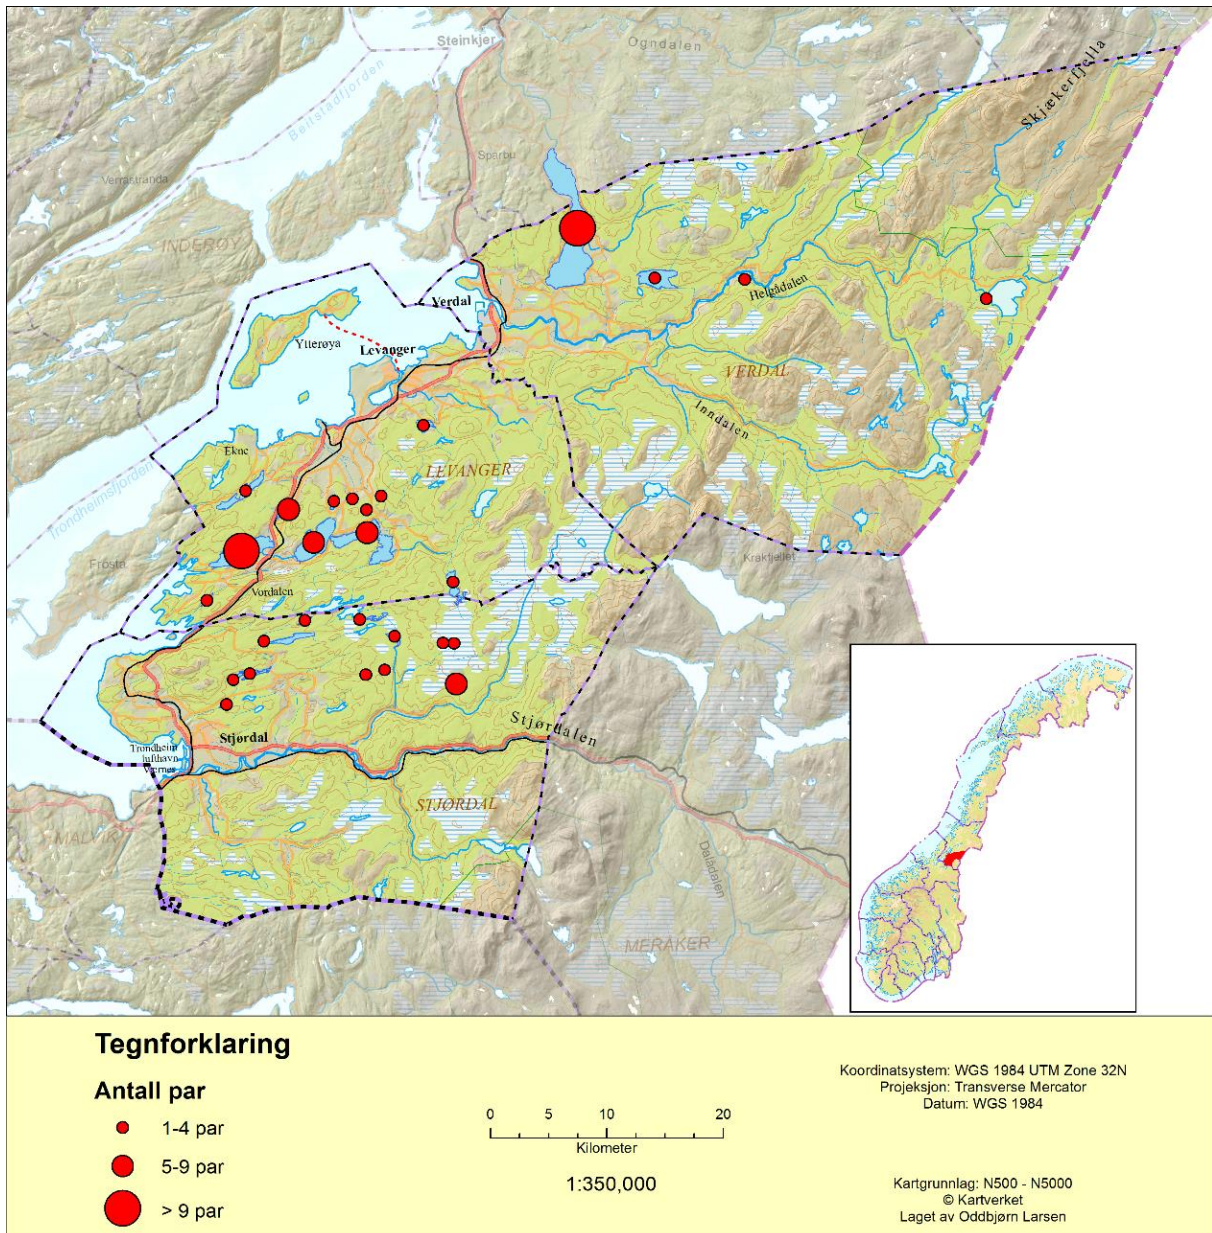 Steinkjer
Ogndalen
Skjækerfjella
Beitstadfjorden
Sparbu
Verrastranda
INDERØY
Verdal
Helgådalen
Ytterøya
Levanger
VERDAL
Inndalen
Ekne
LEVANGER
Trondheimsfjorden
Frosta
Kråkfjellet
Vordalen
Stjørdalen
Stjørdal
Trondheim
lufthavn
Værnes
STJØRDAL
MALVIK
Dalådalen
MERÅKER
Tegnforklaring
Antall par
1-4 par
5-9 par
> 9 par
0 5 10 20
Kilometer
1:350,000
Koordinatsystem: WGS 1984 UTM Zone 32N
Projeksjon: Transverse Mercator
Datum: WGS 1984
Kartgrunnlag: N500 - N5000
© Kartverket
Laget av Oddbjørn Larsen